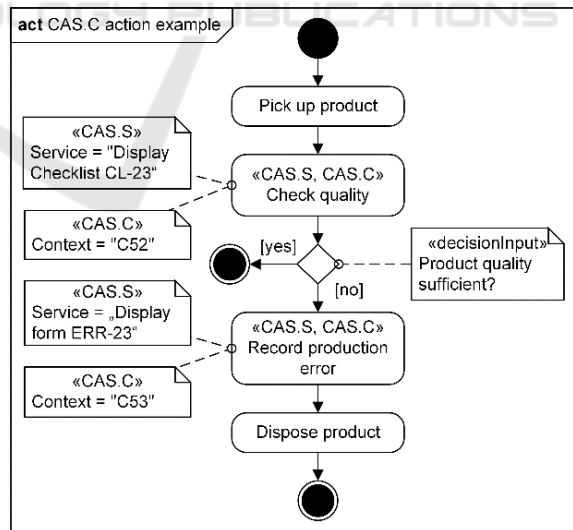 OLOGY PUBLICATIONS
act CAS.C action example
Pick up product
«CAS.S»
Service = "Display
Checklist CL-23“
«CAS.S, CAS.C»
Check quality
«CAS.C»
Context = "C52"
[yes]
«decisionInput»
Product quality
sufficient?
[no]
«CAS.S»
Service = „Display
form ERR-23“
«CAS.S, CAS.C»
Record production
error
«CAS.C»
Context = "C53"
Dispose product